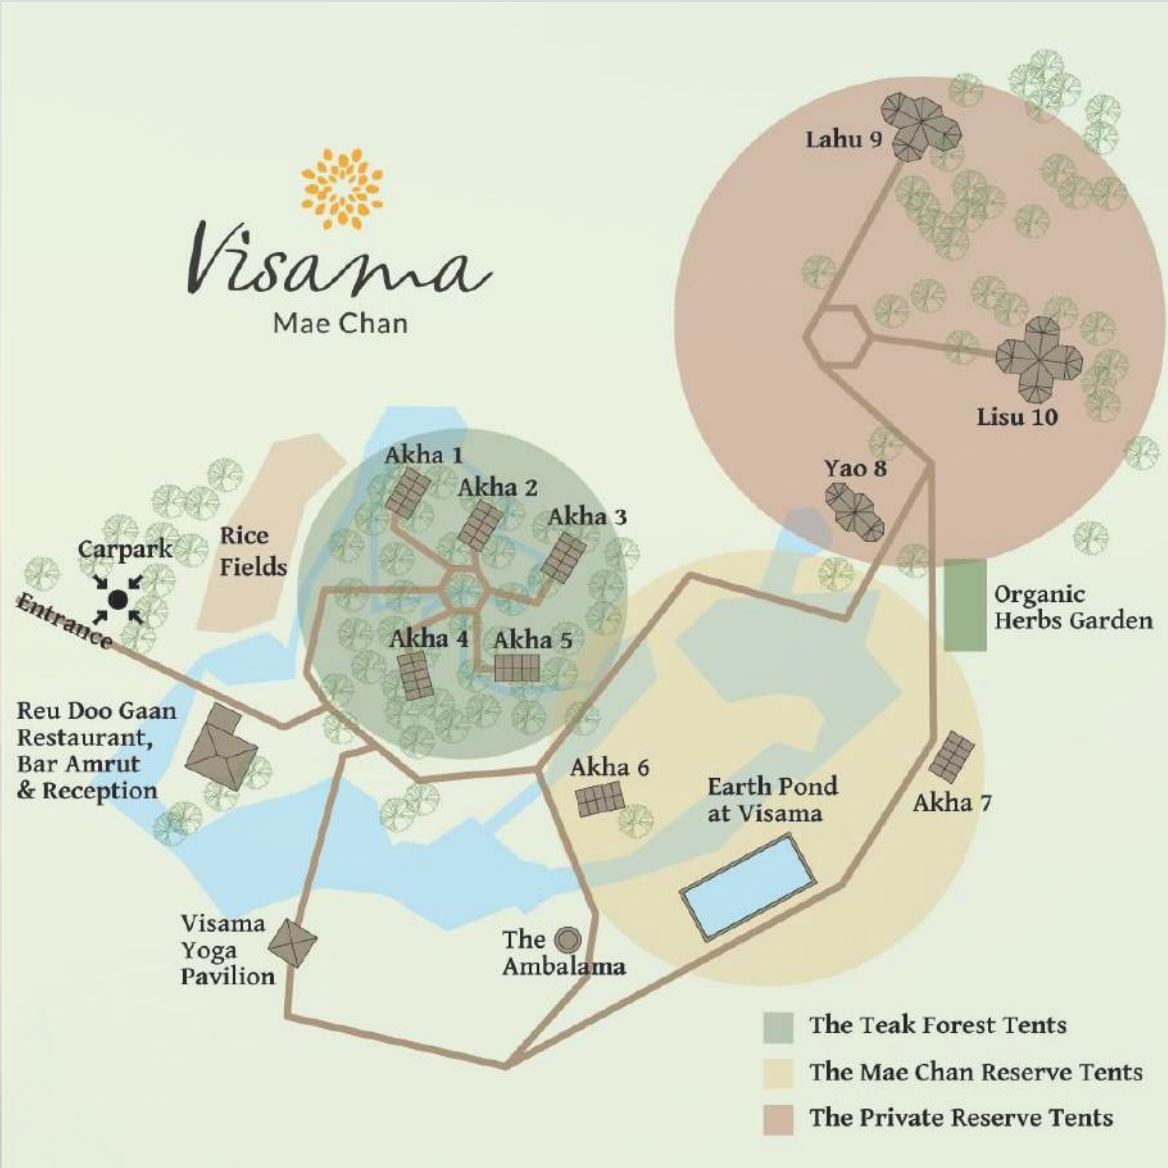 Visama
Mae Chan
Lahu 9
Lisu 10
Yao 8
Akha 1
Akha 2
Akha 3
Rice
Fields
Carpark
Entrance
Akha 4
Akha 5
Organic
Herbs Garden
Reu Doo Gaan
Restaurant,
Bar Amrut
& Reception
Akha 6
Earth Pond
at Visama
Akha 7
Visama
Yoga
Pavilion
The
Ambalama
The Teak Forest Tents
The Mae Chan Reserve Tents
The Private Reserve Tents